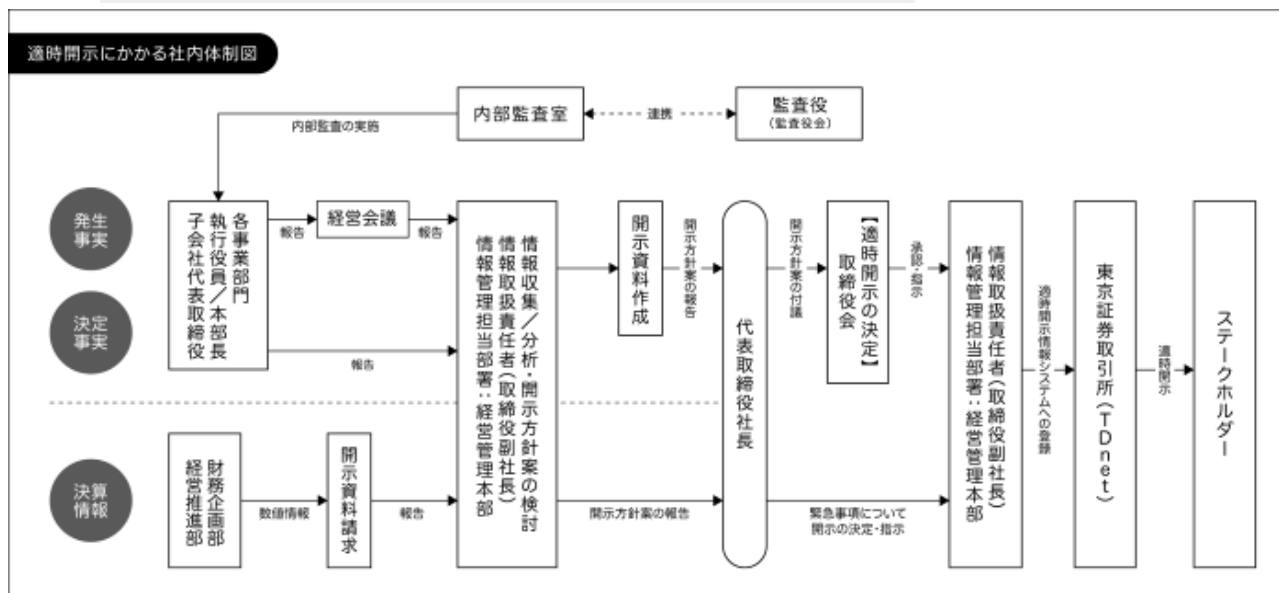 適時開示にかかる社内体制図
内部監査室
連携
監査役
(監査役会)
内部監査の実施
発生
事実
決定
事実
決算
情報
各事業部門
執行役員/本部長
子会社代表取締役
報告
経営会議
報告
報告
財務企画部
経営推進部
数値情報
開示資料請求
報告
情報収集/分析・開示方針案の検討
情報取扱責任者(取締役副社長)
情報管理担当部署:経営管理本部
開示資料作成
開示方針案の報告
開示方針案の報告
代表取締役社長
開示方針案の付議
【適時開示の決定】
取締役会
承認・指示
緊急事項について
開示の決定・指示
情報取扱責任者(取締役副社長)
情報管理担当部署:経営管理本部
適時開示情報システムへの登録
東京証券取引所(TDnet)
適時開示
ステークホルダー